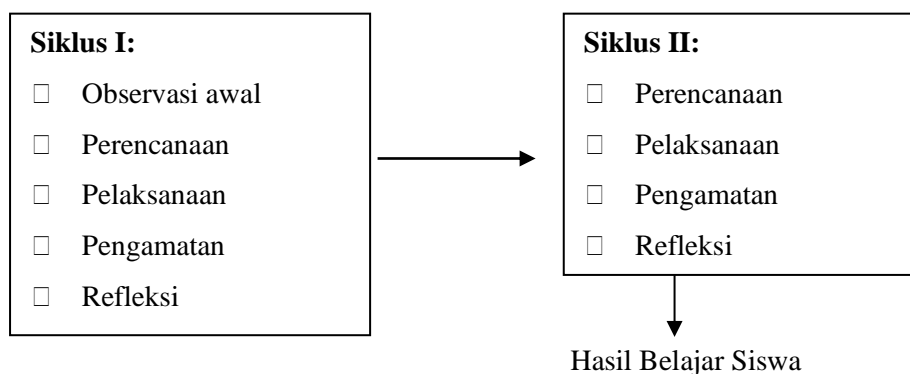 Siklus I:
□ Observasi awal
□ Perencanaan
□ Pelaksanaan
□ Pengamatan
□ Refleksi
Siklus II:
□ Perencanaan
□ Pelaksanaan
□ Pengamatan
□ Refleksi
Hasil Belajar Siswa